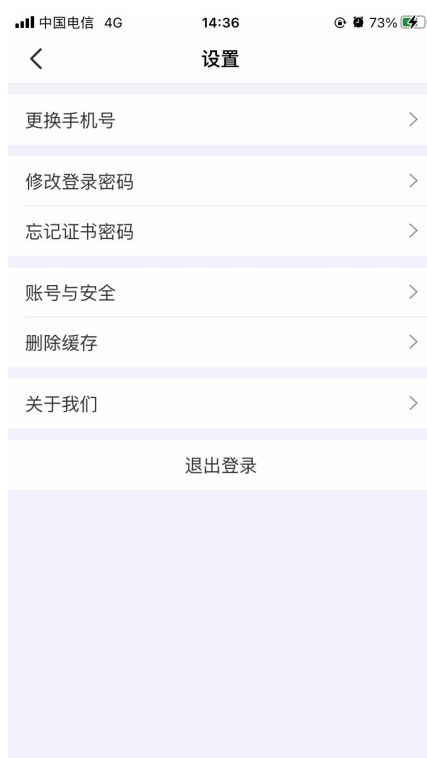 中国电信 4G 14:36 73%
设置
更换手机号
修改登录密码
忘记证书密码
账号与安全
删除缓存
关于我们
退出登录